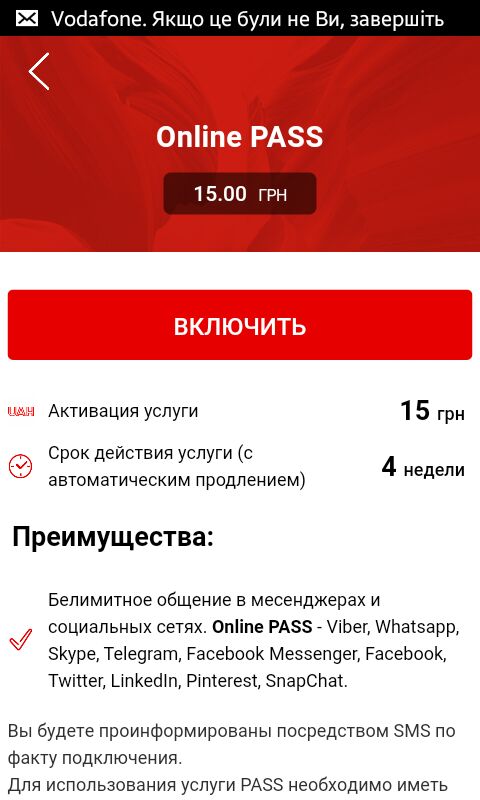 Vodafone. Якщо це були не Ви, завершіть
Online PASS
15.00 ГРН
ВКЛЮЧИТЬ
UAH Активация услуги 15 грн
Срок действия услуги (с
автоматическим продлением) 4 недели
Преимущества:
Белимитное общение в месенджерах и
социальных сетях. Online PASS - Viber, Whatsapp,
Skype, Telegram, Facebook Messenger, Facebook,
Twitter, LinkedIn, Pinterest, SnapChat.
Вы будете проинформированы посредством SMS по
факту подключения.
Для использования услуги PASS необходимо иметь